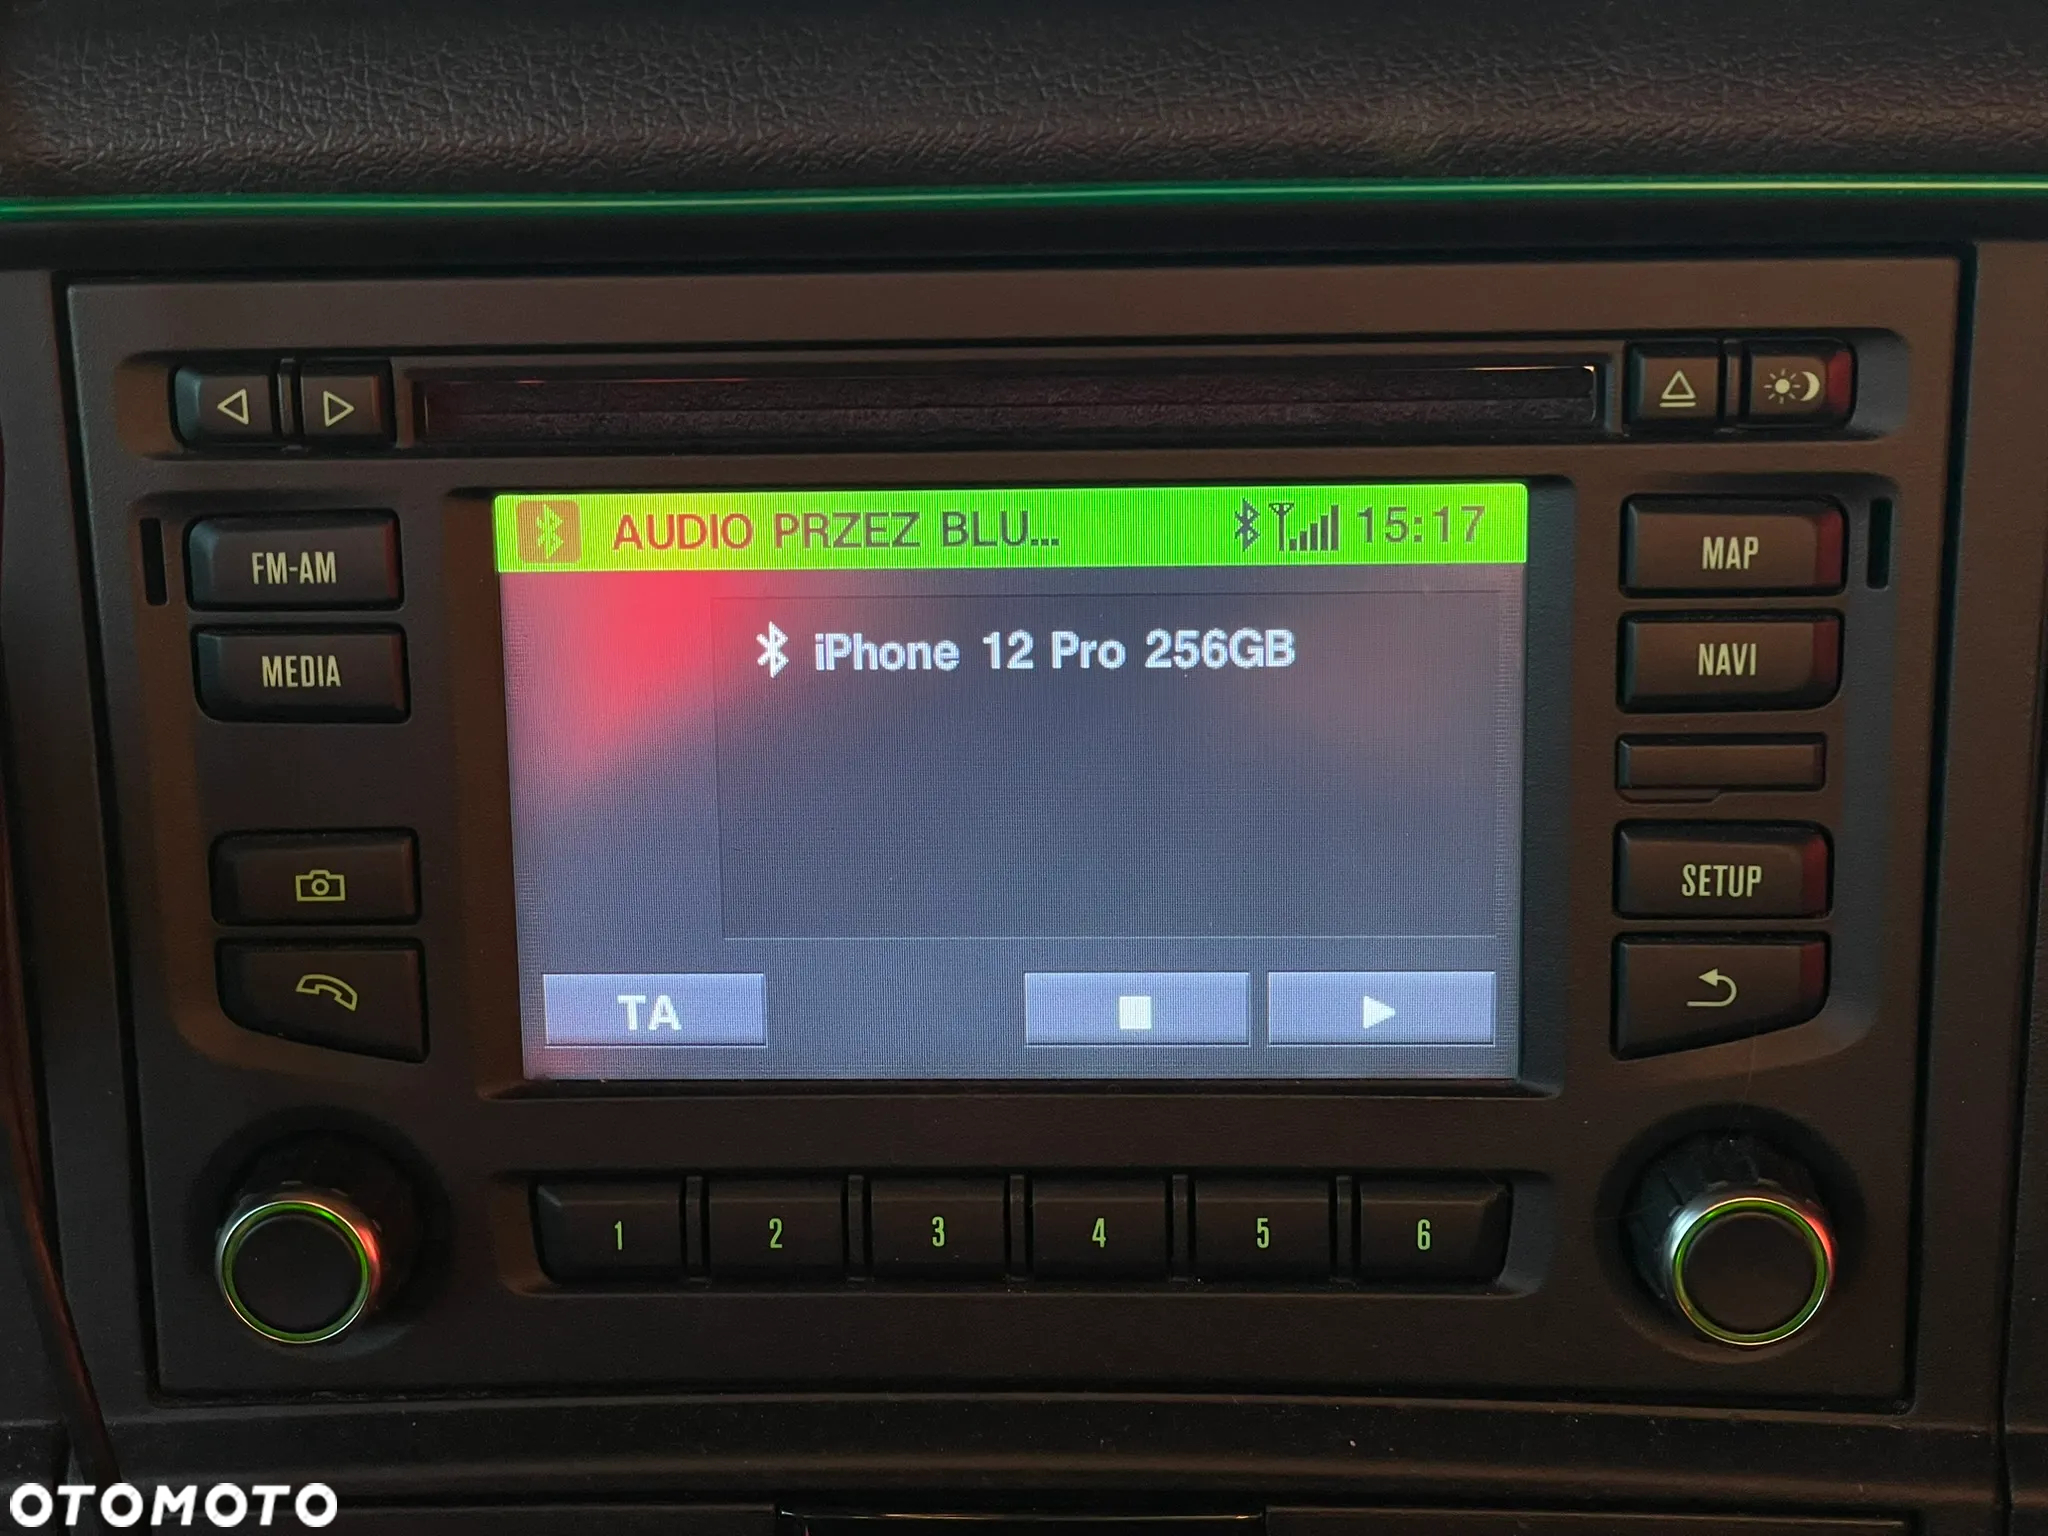 AUDIO PRZEZ BLU... 15:17
FM-AM
MEDIA
iPhone 12 Pro 256GB
TA
MAP
NAVI
SETUP
1 2 3 4 5 6
OTOMOTO